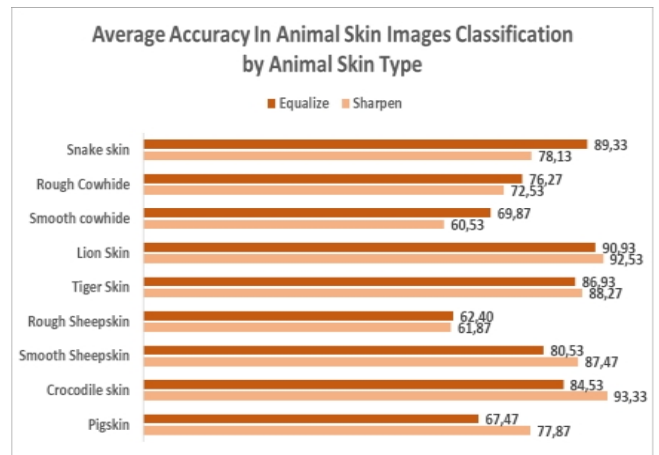 Average Accuracy In Animal Skin Images Classification
by Animal Skin Type
Equalize Sharpen
Snake skin 89,33
78,13
Rough Cowhide 76,27
72,53
Smooth cowhide 69,87
60,53
Lion Skin 90,93
92,53
Tiger Skin 86,93
88,27
Rough Sheepskin 62,40
61,87
Smooth Sheepskin 80,53
87,47
Crocodile skin 84,53
93,33
Pigskin 67,47
77,87